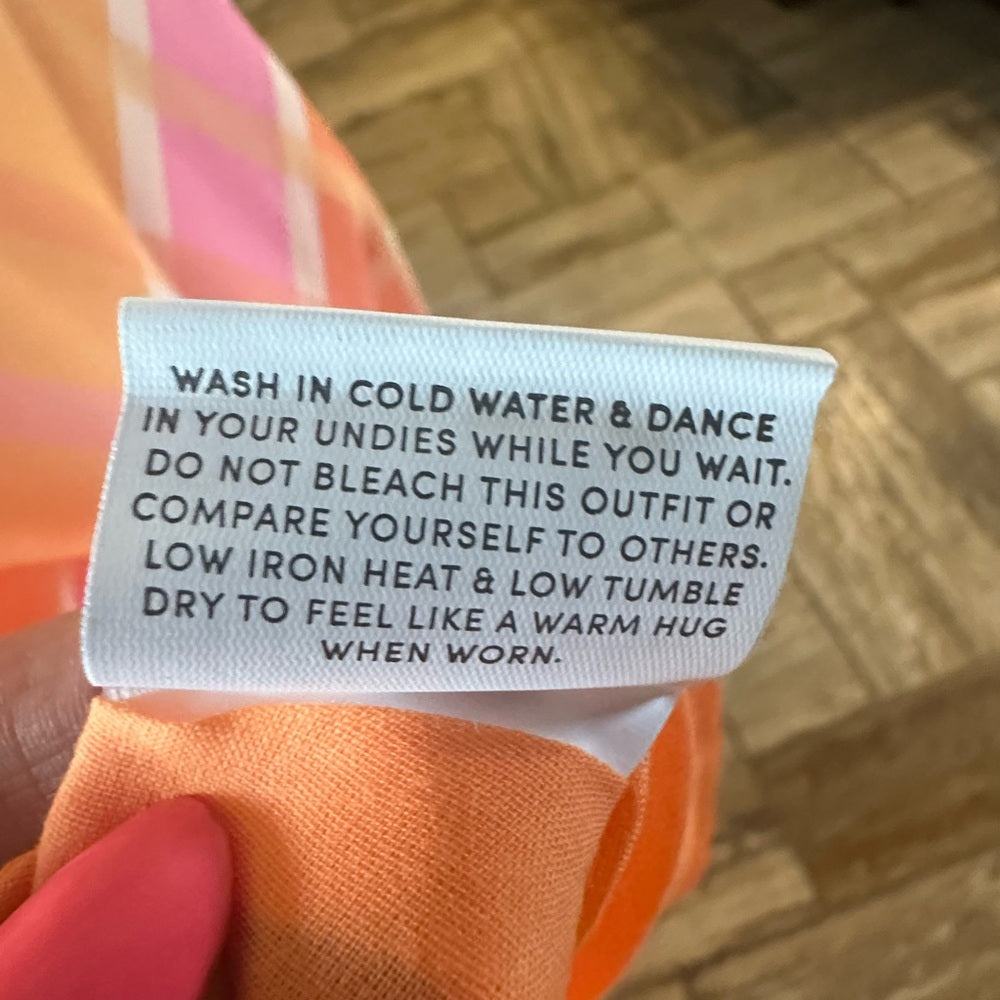 WASH IN COLD WATER & DANCE
IN YOUR UNDIES WHILE YOU WAIT.
DO NOT BLEACH THIS OUTFIT OR
COMPARE YOURSELF TO OTHERS.
LOW IRON HEAT & LOW TUMBLE
DRY TO FEEL LIKE A WARM HUG
WHEN WORN.